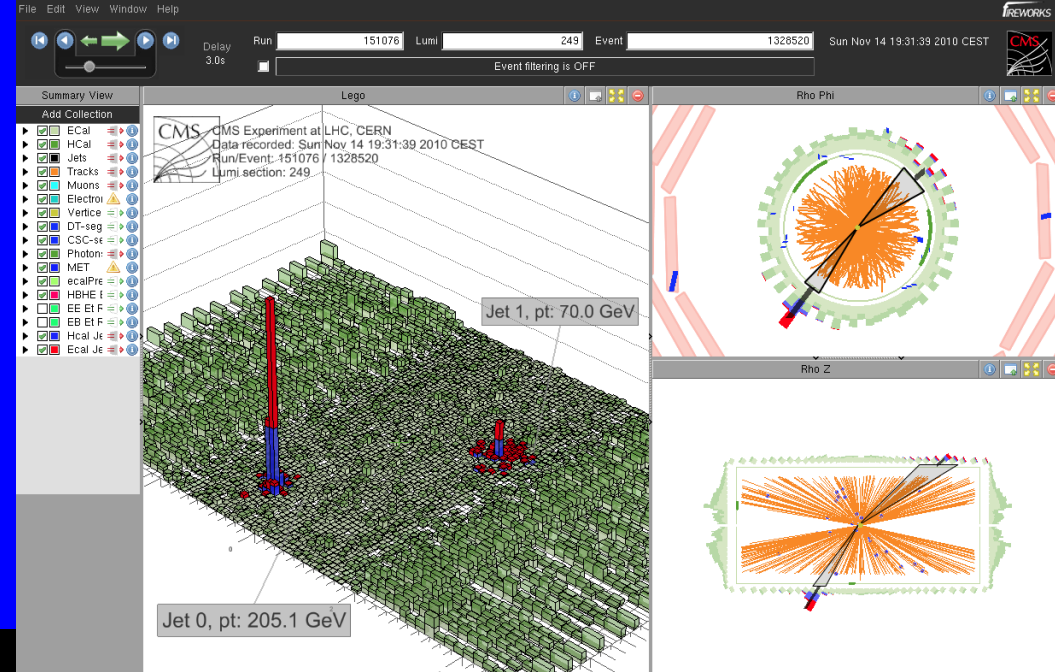 File Edit View Window Help
FIREWORKS
Delay
3.0s
Run 151076 Lumi 249 Event 1328520 Sun Nov 14 19:31:39 2010 CEST
CMS
Event filtering is OFF
Summary View
Add Collection
ECal
HCal
Jets
Tracks
Muons
Electro
Vertice
DT-seg
CSC-se
Photon
MET
ecalPre
HBHE E
EE Et F
EB Et F
Hcal Je
Ecal Je
Lego
CMS
CMS Experiment at LHC, CERN
Data recorded: Sun Nov 14 19:31:39 2010 CEST
Run/Event: 151076 / 1328520
Lumi section: 249
Jet 1, pt: 70.0 GeV
0
Jet 0, pt: 205.1 GeV
Rho Phi
Rho Z